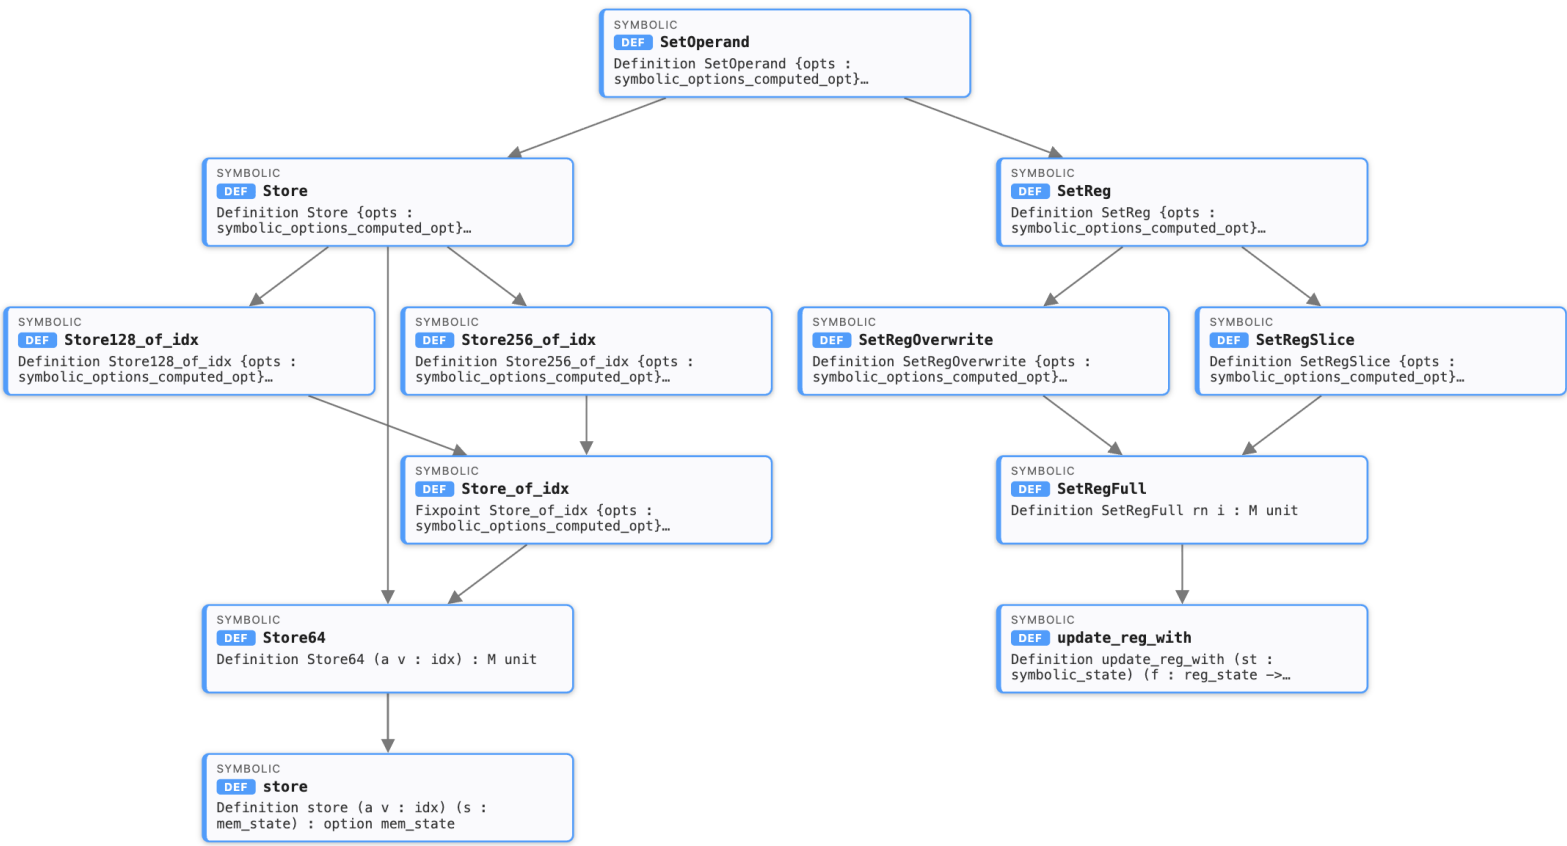 SYMBOLIC
DEF SetOperand
Definition SetOperand {opts :
symbolic_options_computed_opt}…
SYMBOLIC
DEF Store
Definition Store {opts :
symbolic_options_computed_opt}…
SYMBOLIC
DEF SetReg
Definition SetReg {opts :
symbolic_options_computed_opt}…
SYMBOLIC
DEF Store128_of_idx
Definition Store128_of_idx {opts :
symbolic_options_computed_opt}…
SYMBOLIC
DEF Store256_of_idx
Definition Store256_of_idx {opts :
symbolic_options_computed_opt}…
SYMBOLIC
DEF SetRegOverwrite
Definition SetRegOverwrite {opts :
symbolic_options_computed_opt}…
SYMBOLIC
DEF SetRegSlice
Definition SetRegSlice {opts :
symbolic_options_computed_opt}…
SYMBOLIC
DEF Store_of_idx
Fixpoint Store_of_idx {opts :
symbolic_options_computed_opt}…
SYMBOLIC
DEF SetRegFull
Definition SetRegFull rn i : M unit
SYMBOLIC
DEF Store64
Definition Store64 (a v : idx) : M unit
SYMBOLIC
DEF update_reg_with
Definition update_reg_with (st :
symbolic_state) (f : reg_state −>…
SYMBOLIC
DEF store
Definition store (a v : idx) (s :
mem_state) : option mem_state